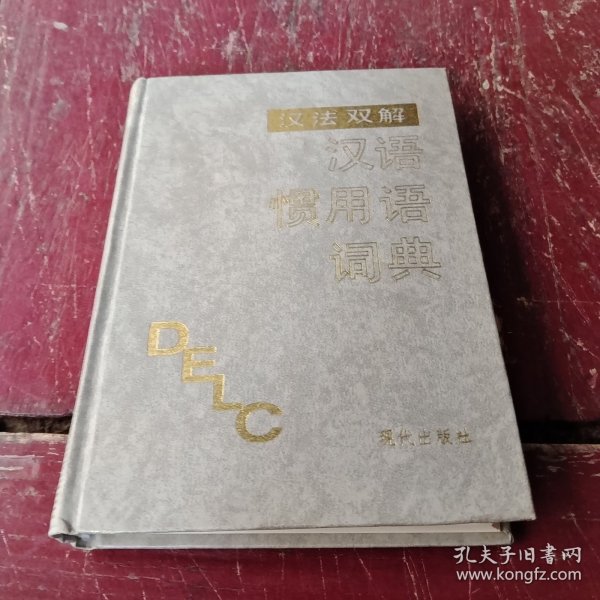 汉法双解
汉语
惯用语
词典
DELC
现代出版社
孔夫子旧书网
www.kongfz.com